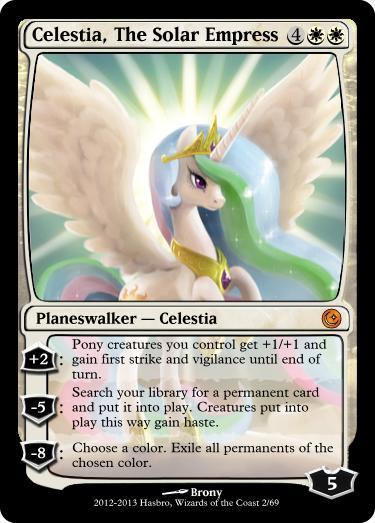 Celestia, The Solar Empress 4
Planeswalker — Celestia
+2: Pony creatures you control get +1/+1 and
gain first strike and vigilance until end of
turn.
-5: Search your library for a permanent card
and put it into play. Creatures put into
play this way gain haste.
-8: Choose a color. Exile all permanents of the
chosen color.
5
Brony
2012-2013 Hasbro, Wizards of the Coast 2/69